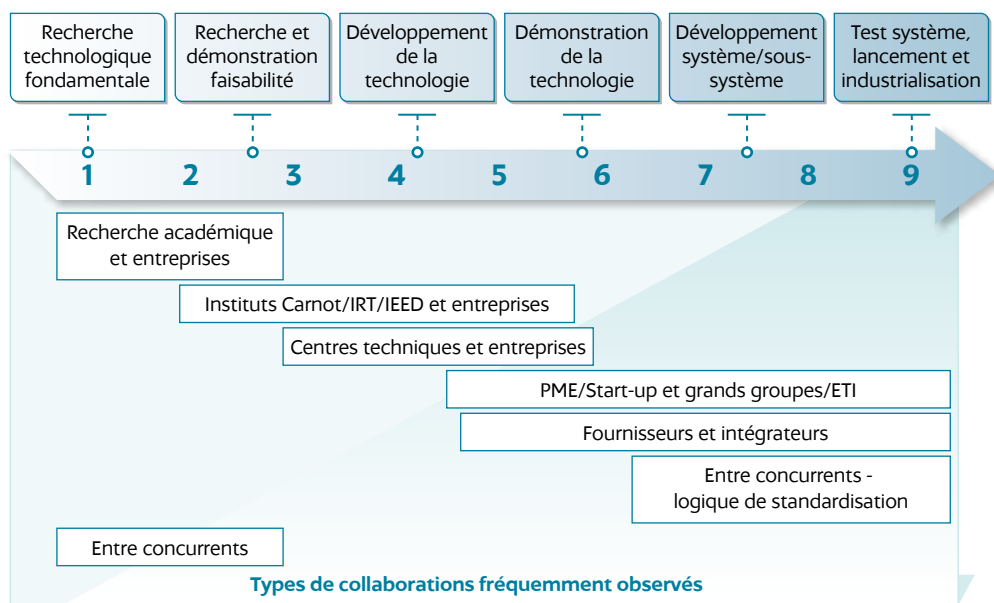 Recherche
technologique
fondamentale
Recherche et
démonstration
faisabilité
Développement
de la
technologie
Démonstration
de la
technologie
Développement
système/sous-
système
Test système,
lancement et
industrialisation
1 2 3 4 5 6 7 8 9
Recherche académique
et entreprises
Instituts Carnot/IRT/IEED et entreprises
Centres techniques et entreprises
PME/Start-up et grands groupes/ETI
Fournisseurs et intégrateurs
Entre concurrents -
logique de standardisation
Entre concurrents
Types de collaborations fréquemment observés